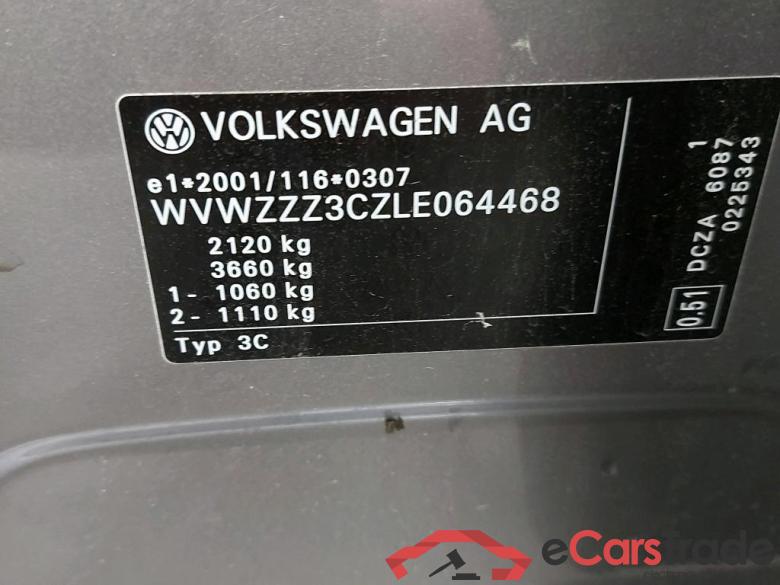 VOLKSWAGEN AG
e1*2001/116*0307
WVWZZZ3CZLE064468
2120 kg
3660 kg
1 - 1060 kg
2 - 1110 kg
Typ 3C
0.51 DCZA 6087 1
0225343
eCarstrade